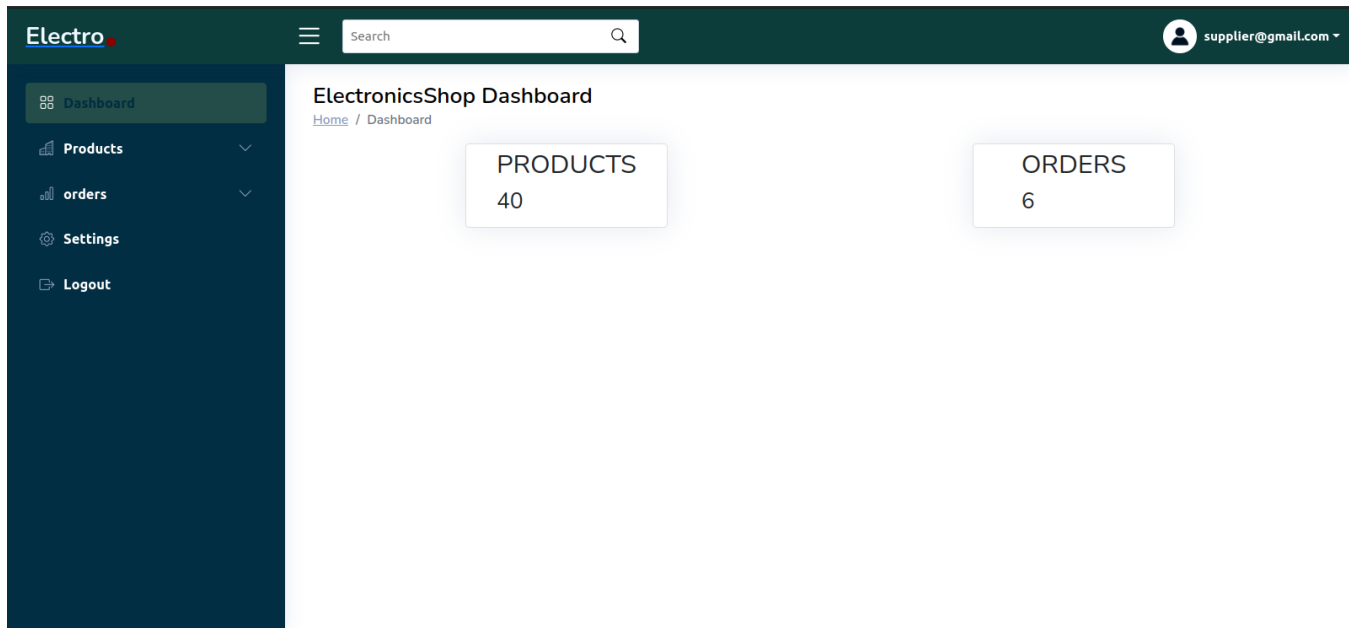 Electro.
Search
supplier@gmail.com
Dashboard
Products
orders
Settings
Logout
ElectronicsShop Dashboard
Home / Dashboard
PRODUCTS
40
ORDERS
6